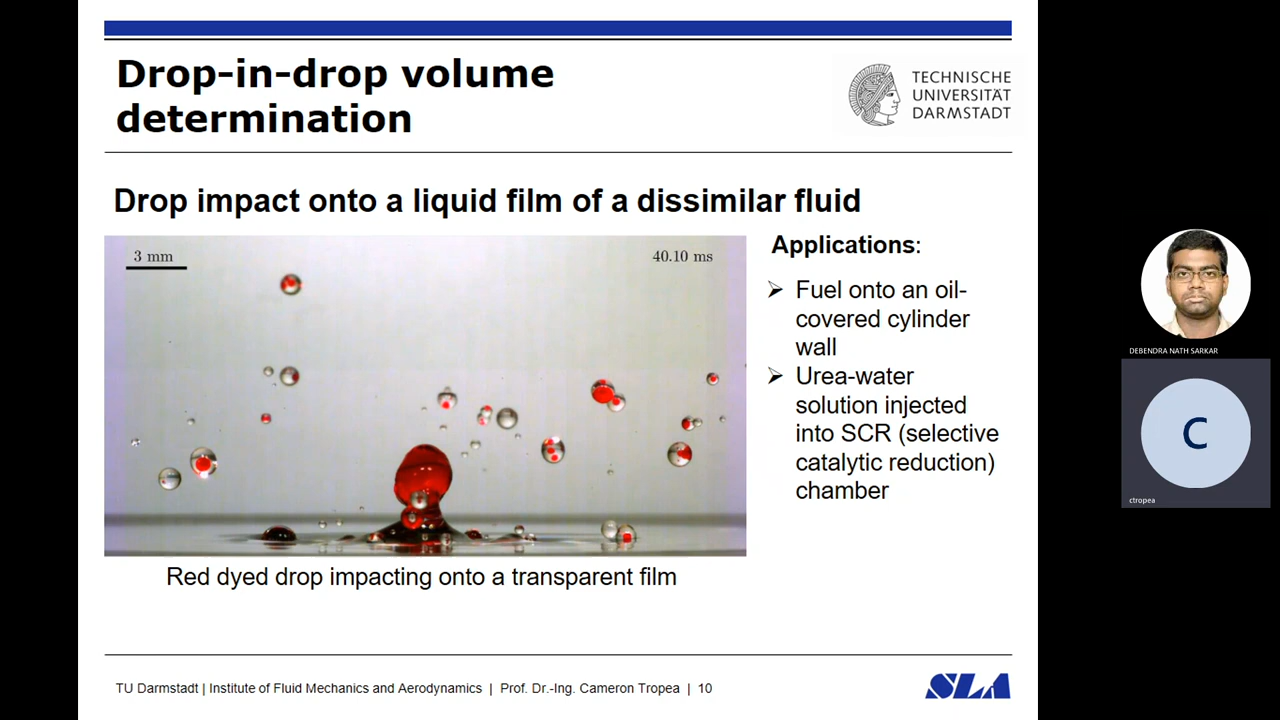 Drop-in-drop volume
determination
TECHNISCHE
UNIVERSITÄT
DARMSTADT
Drop impact onto a liquid film of a dissimilar fluid
3 mm
40.10 ms
Applications:
➢ Fuel onto an oil-
covered cylinder
wall
➢ Urea-water
solution injected
into SCR (selective
catalytic reduction)
chamber
Red dyed drop impacting onto a transparent film
TU Darmstadt | Institute of Fluid Mechanics and Aerodynamics | Prof. Dr.-Ing. Cameron Tropea | 10
SLA
DEBENDRA NATH SARKAR
C
ctropea